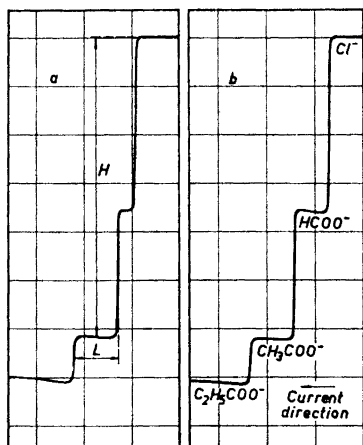 a
b
Cl⁻
H
HCOO⁻
L
CH₃COO⁻
C₂H₅COO⁻
Current
direction